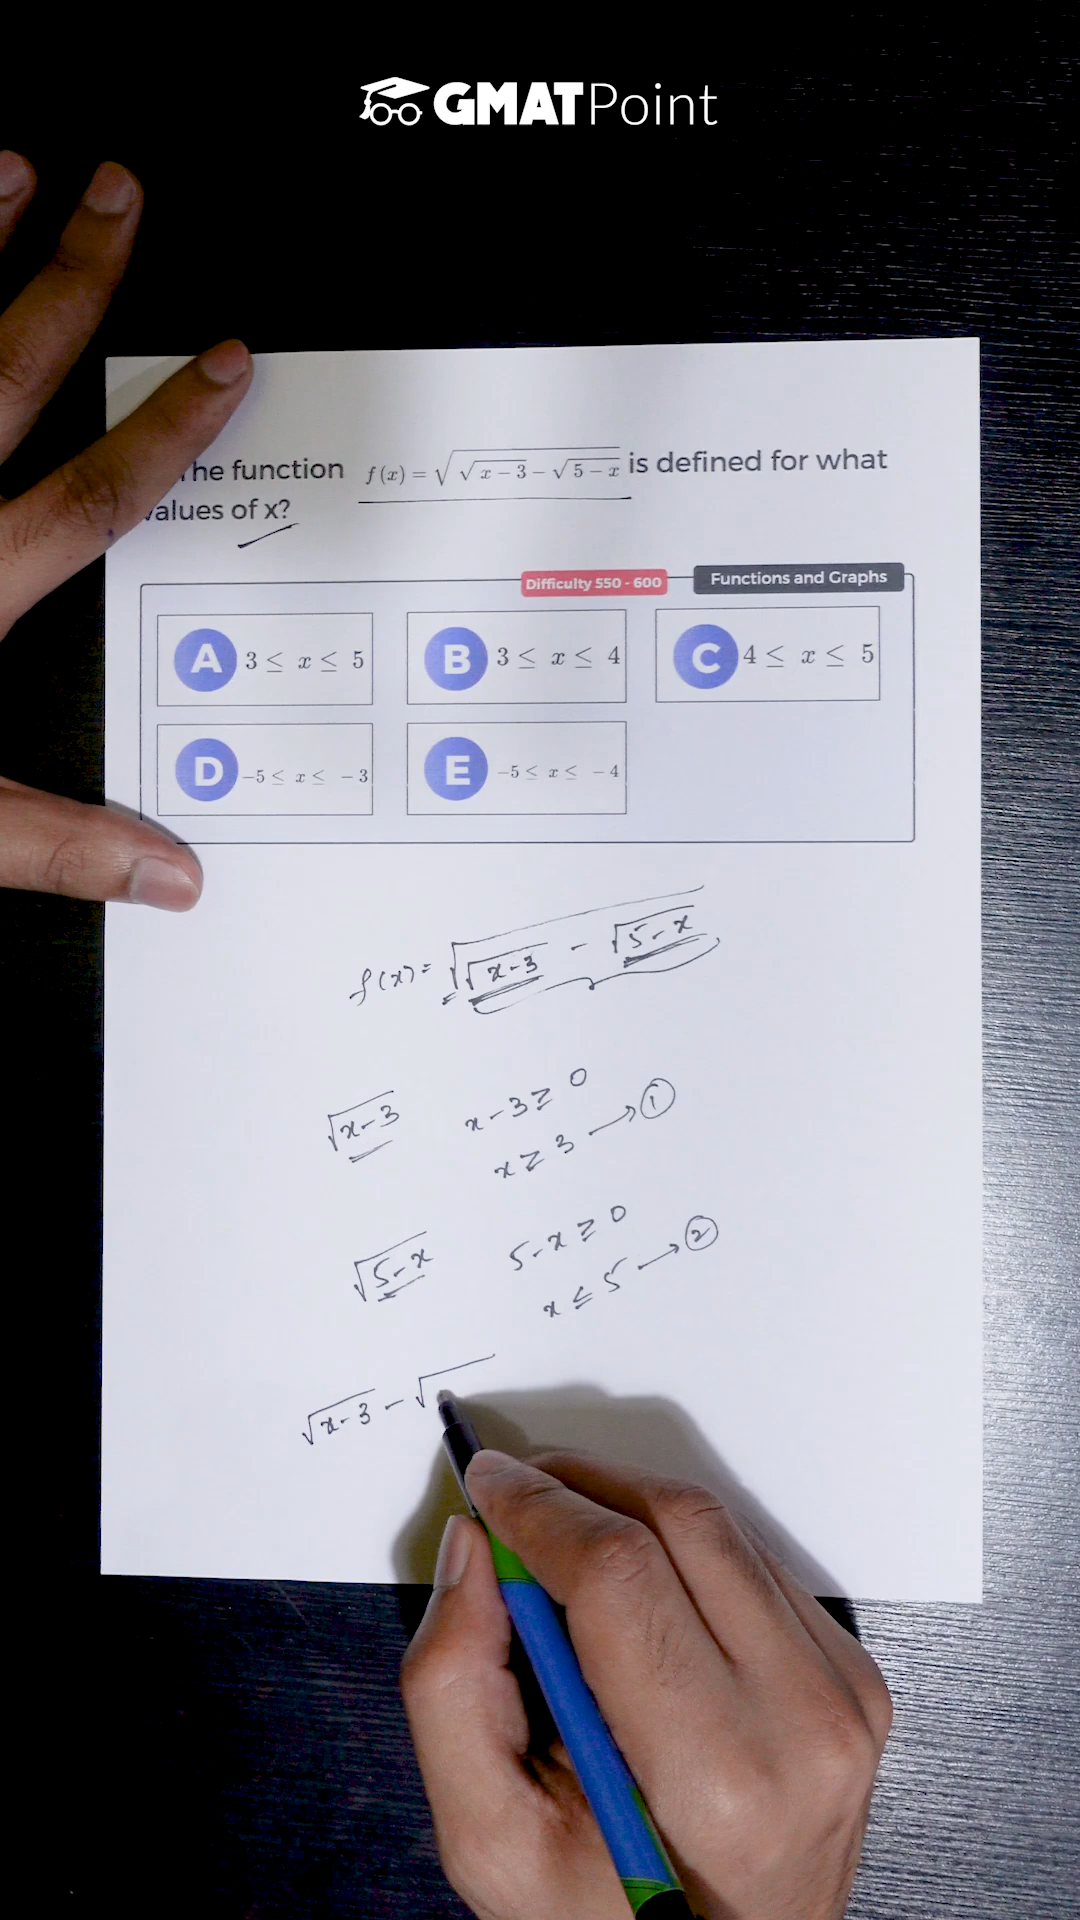 GMATPoint
he function f(x) = √(√(x − 3) − √(5 − x)) is defined for what
alues of x?
Difficulty 550 - 600
Functions and Graphs
A 3 ≤ x ≤ 5
B 3 ≤ x ≤ 4
C 4 ≤ x ≤ 5
D −5 ≤ x ≤ −3
E −5 ≤ x ≤ −4
f(x) = √(√(x-3) - √(5-x))
√(x-3) x-3 ≥ 0
x ≥ 3 → ①
√(5-x) 5-x ≥ 0
x ≤ 5 → ②
√(x-3) - √